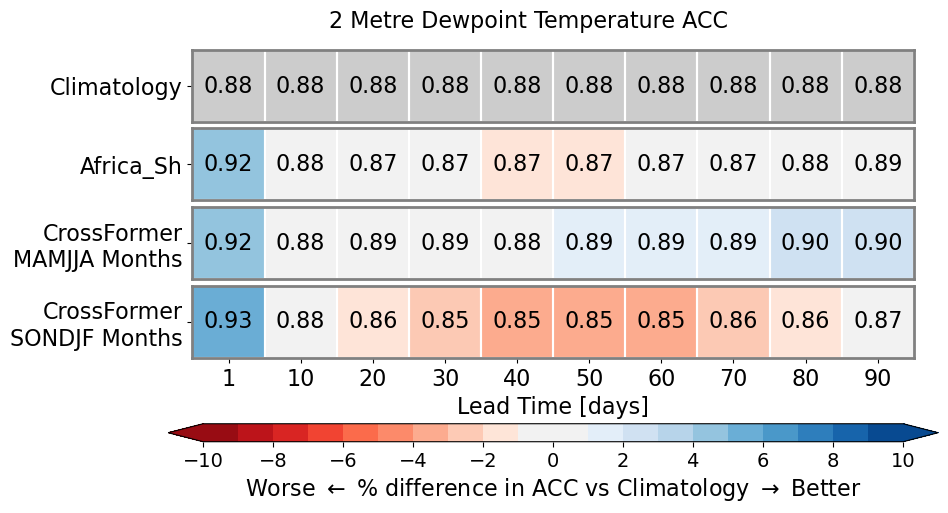 2 Metre Dewpoint Temperature ACC
Climatology 0.88 0.88 0.88 0.88 0.88 0.88 0.88 0.88 0.88 0.88
Africa_Sh 0.92 0.88 0.87 0.87 0.87 0.87 0.87 0.87 0.88 0.89
CrossFormer
MAMJJA Months 0.92 0.88 0.89 0.89 0.88 0.89 0.89 0.89 0.90 0.90
CrossFormer
SONDJF Months 0.93 0.88 0.86 0.85 0.85 0.85 0.85 0.86 0.86 0.87
1 10 20 30 40 50 60 70 80 90
Lead Time [days]
−10 −8 −6 −4 −2 0 2 4 6 8 10
Worse ← % difference in ACC vs Climatology → Better